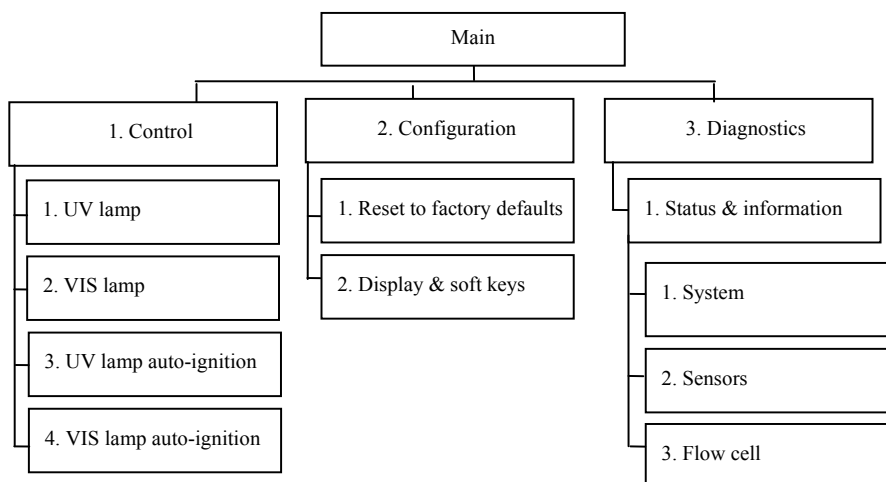 Main
1. Control
2. Configuration
3. Diagnostics
1. UV lamp
2. VIS lamp
3. UV lamp auto-ignition
4. VIS lamp auto-ignition
1. Reset to factory defaults
2. Display & soft keys
1. Status & information
1. System
2. Sensors
3. Flow cell